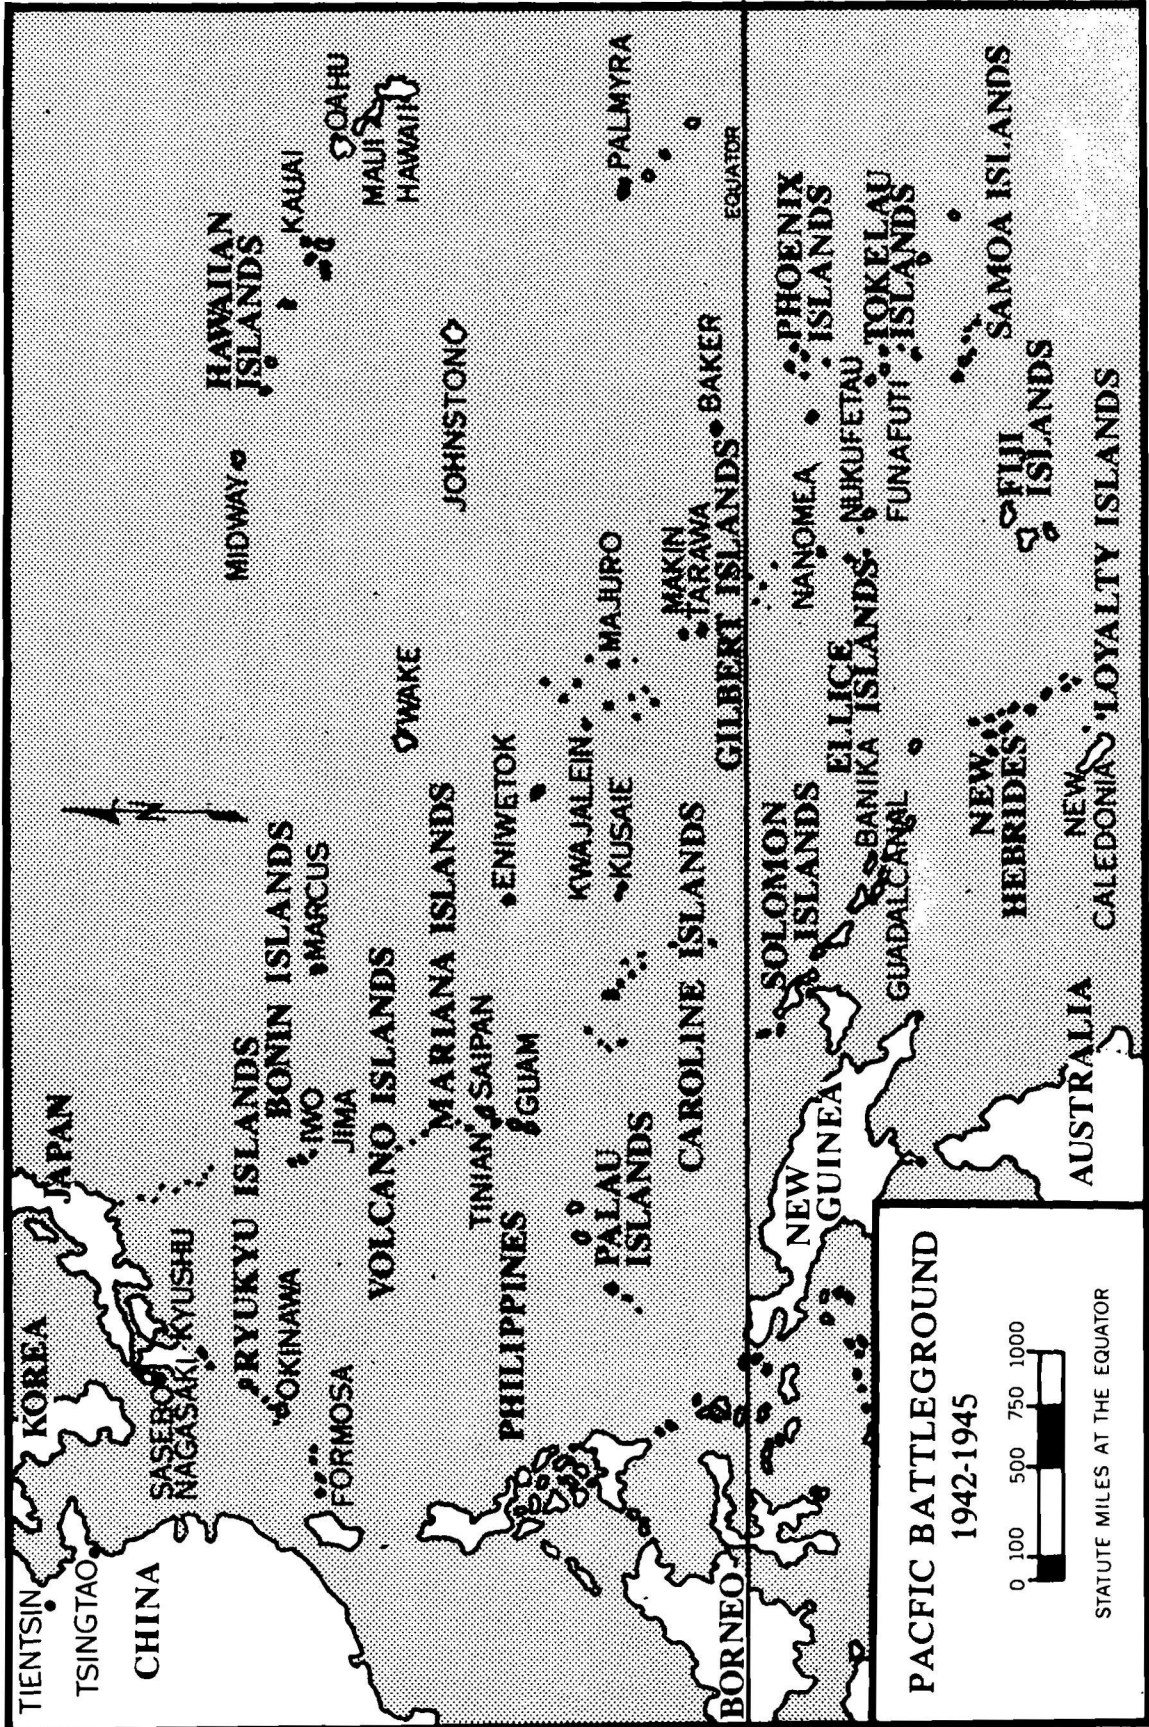 TIENTSIN
TSINGTAO
CHINA
KOREA
JAPAN
SASEBO
NAGASAKI
KYUSHU
RYUKYU ISLANDS
OKINAWA
FORMOSA
BONIN ISLANDS
IWO
JIMA
MARCUS
VOLCANO ISLANDS
MARIANA ISLANDS
TINIAN
SAIPAN
GUAM
PHILIPPINES
PALAU
ISLANDS
CAROLINE ISLANDS
N
WAKE
ENIWETOK
KWAJALEIN
KUSAIE
MAJURO
MAKIN
TARAWA
GILBERT ISLANDS
MIDWAY
HAWAIIAN
ISLANDS
KAUAI
OAHU
MAUI
HAWAII
JOHNSTON
PALMYRA
BAKER
EQUATOR
BORNEO
NEW
GUINEA
SOLOMON
ISLANDS
BANIKA
GUADALCANAL
ELLICE
ISLANDS
NANOMEA
NUKUFETAU
FUNAFUTI
PHOENIX
ISLANDS
TOKELAU
ISLANDS
SAMOA ISLANDS
FIJI
ISLANDS
NEW
HEBRIDES
NEW
CALEDONIA
LOYALTY ISLANDS
AUSTRALIA
PACFIC BATTLEGROUND
1942-1945
0 100 500 750 1000
STATUTE MILES AT THE EQUATOR